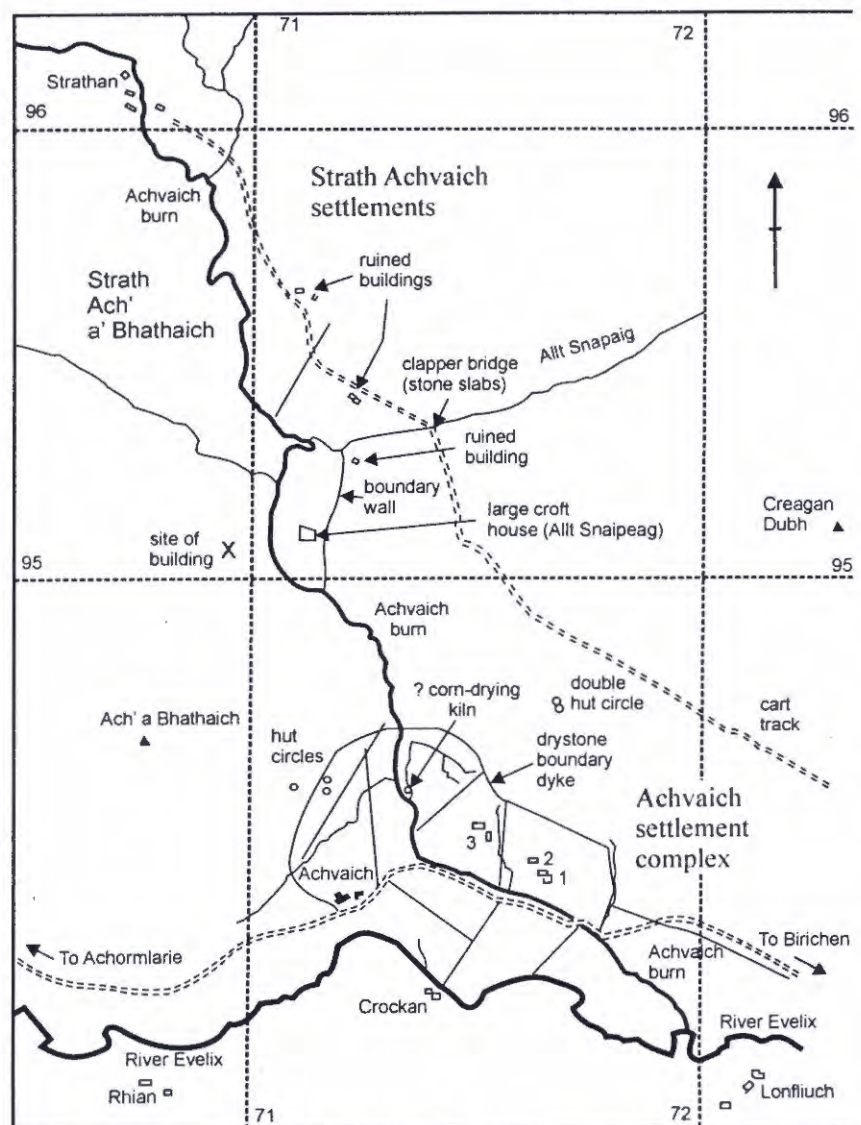 71
72
Strathan
96
96
Achvaich
burn
Strath Achvaich
settlements
ruined
buildings
Strath
Ach'
a' Bhathaich
Allt Snapaig
clapper bridge
(stone slabs)
ruined
building
boundary
wall
large croft
house (Allt Snaipeag)
Creagan
Dubh
site of
building
X
95
95
Achvaich
burn
? corn-drying
kiln
double
hut circle
cart
track
Ach' a Bhathaich
hut
circles
drystone
boundary
dyke
Achvaich
settlement
complex
3
2
1
Achvaich
To Achormlarie
Achvaich
burn
To Birichen
Crockan
River Evelix
River Evelix
Rhian
Lonfliuch
71
72